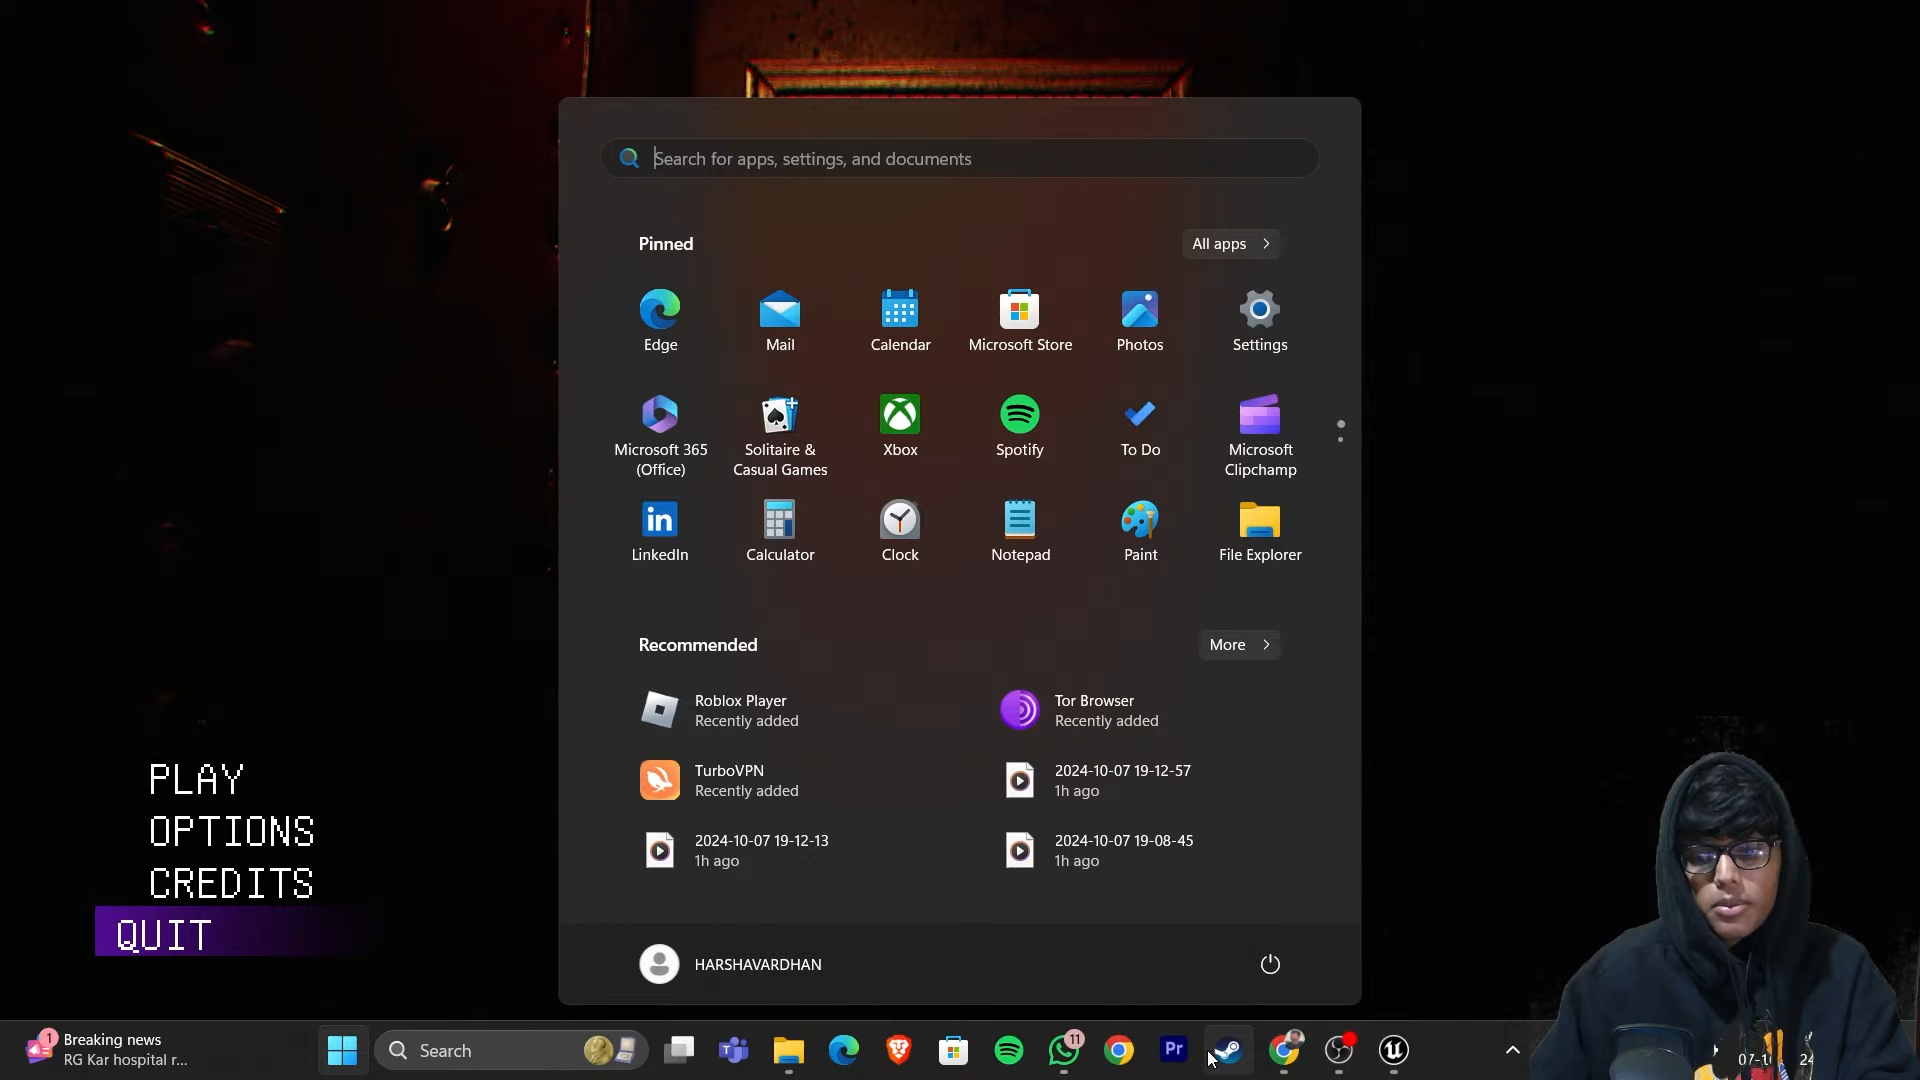 Search for apps, settings, and documents
Pinned
All apps
Edge
Mail
Calendar
Microsoft Store
Photos
Settings
Microsoft 365
(Office)
Solitaire &
Casual Games
Xbox
Spotify
To Do
Microsoft
Clipchamp
LinkedIn
Calculator
Clock
Notepad
Paint
File Explorer
Recommended
More
Roblox Player
Recently added
Tor Browser
Recently added
TurboVPN
Recently added
2024-10-07 19-12-57
1h ago
2024-10-07 19-12-13
1h ago
2024-10-07 19-08-45
1h ago
PLAY
OPTIONS
CREDITS
QUIT
HARSHAVARDHAN
1
Breaking news
RG Kar hospital r...
Search
11
Pr